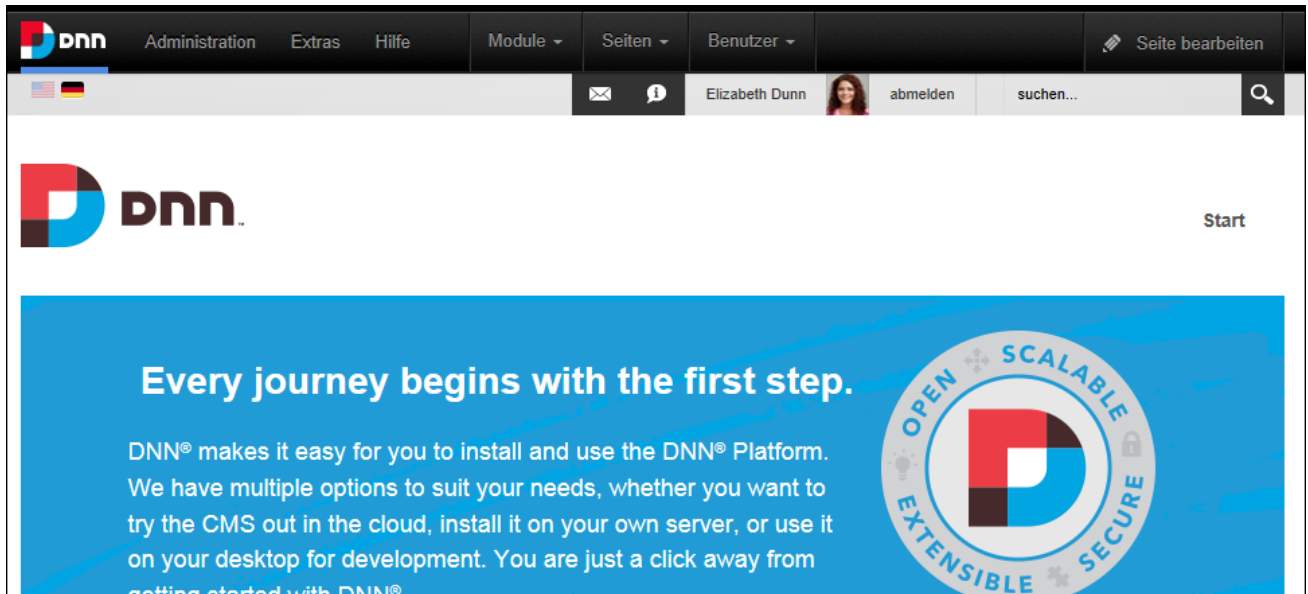 DNN Administration Extras Hilfe Module Seiten Benutzer Seite bearbeiten
Elizabeth Dunn abmelden suchen...
DNN™
Start
Every journey begins with the first step.
DNN® makes it easy for you to install and use the DNN® Platform.
We have multiple options to suit your needs, whether you want to
try the CMS out in the cloud, install it on your own server, or use it
on your desktop for development. You are just a click away from
getting started with DNN®
OPEN SCALABLE SECURE EXTENSIBLE